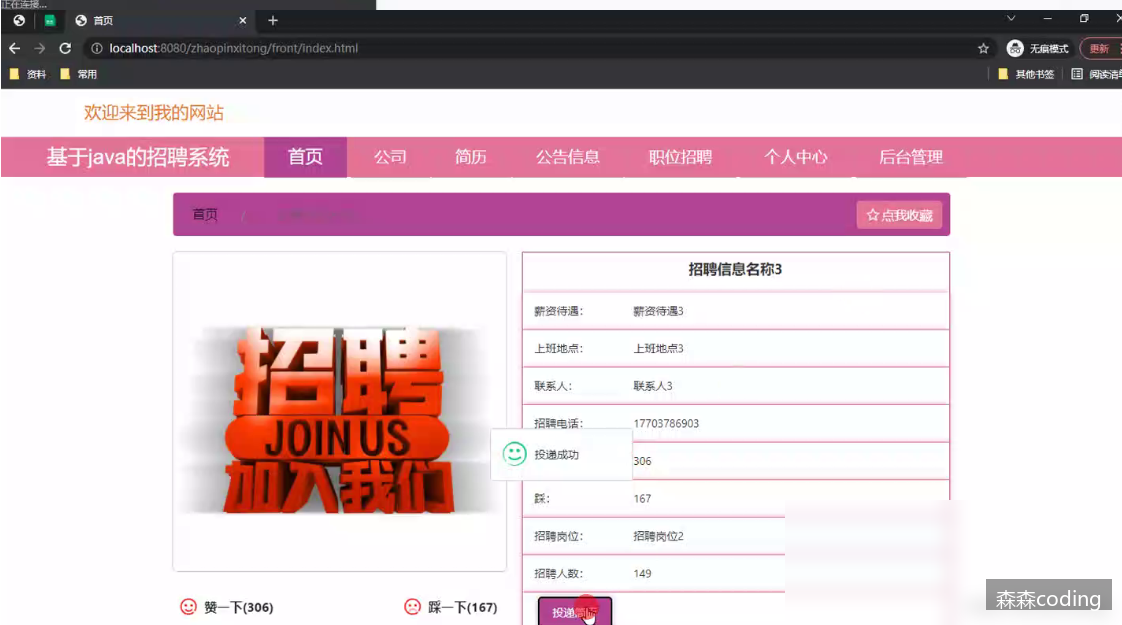 正在连接...
首页
localhost:8080/zhaopinxitong/front/index.html
无痕模式
更新
资料
常用
其他书签
阅读清单
欢迎来到我的网站
基于java的招聘系统
首页
公司
简历
公告信息
职位招聘
个人中心
后台管理
首页 /
点我收藏
招聘
JOIN US
加入我们
招聘信息名称3
薪资待遇： 薪资待遇3
上班地点： 上班地点3
联系人： 联系人3
招聘电话： 17703786903
投递成功
306
踩： 167
招聘岗位： 招聘岗位2
招聘人数： 149
赞一下(306)
踩一下(167)
投递简历
森森coding